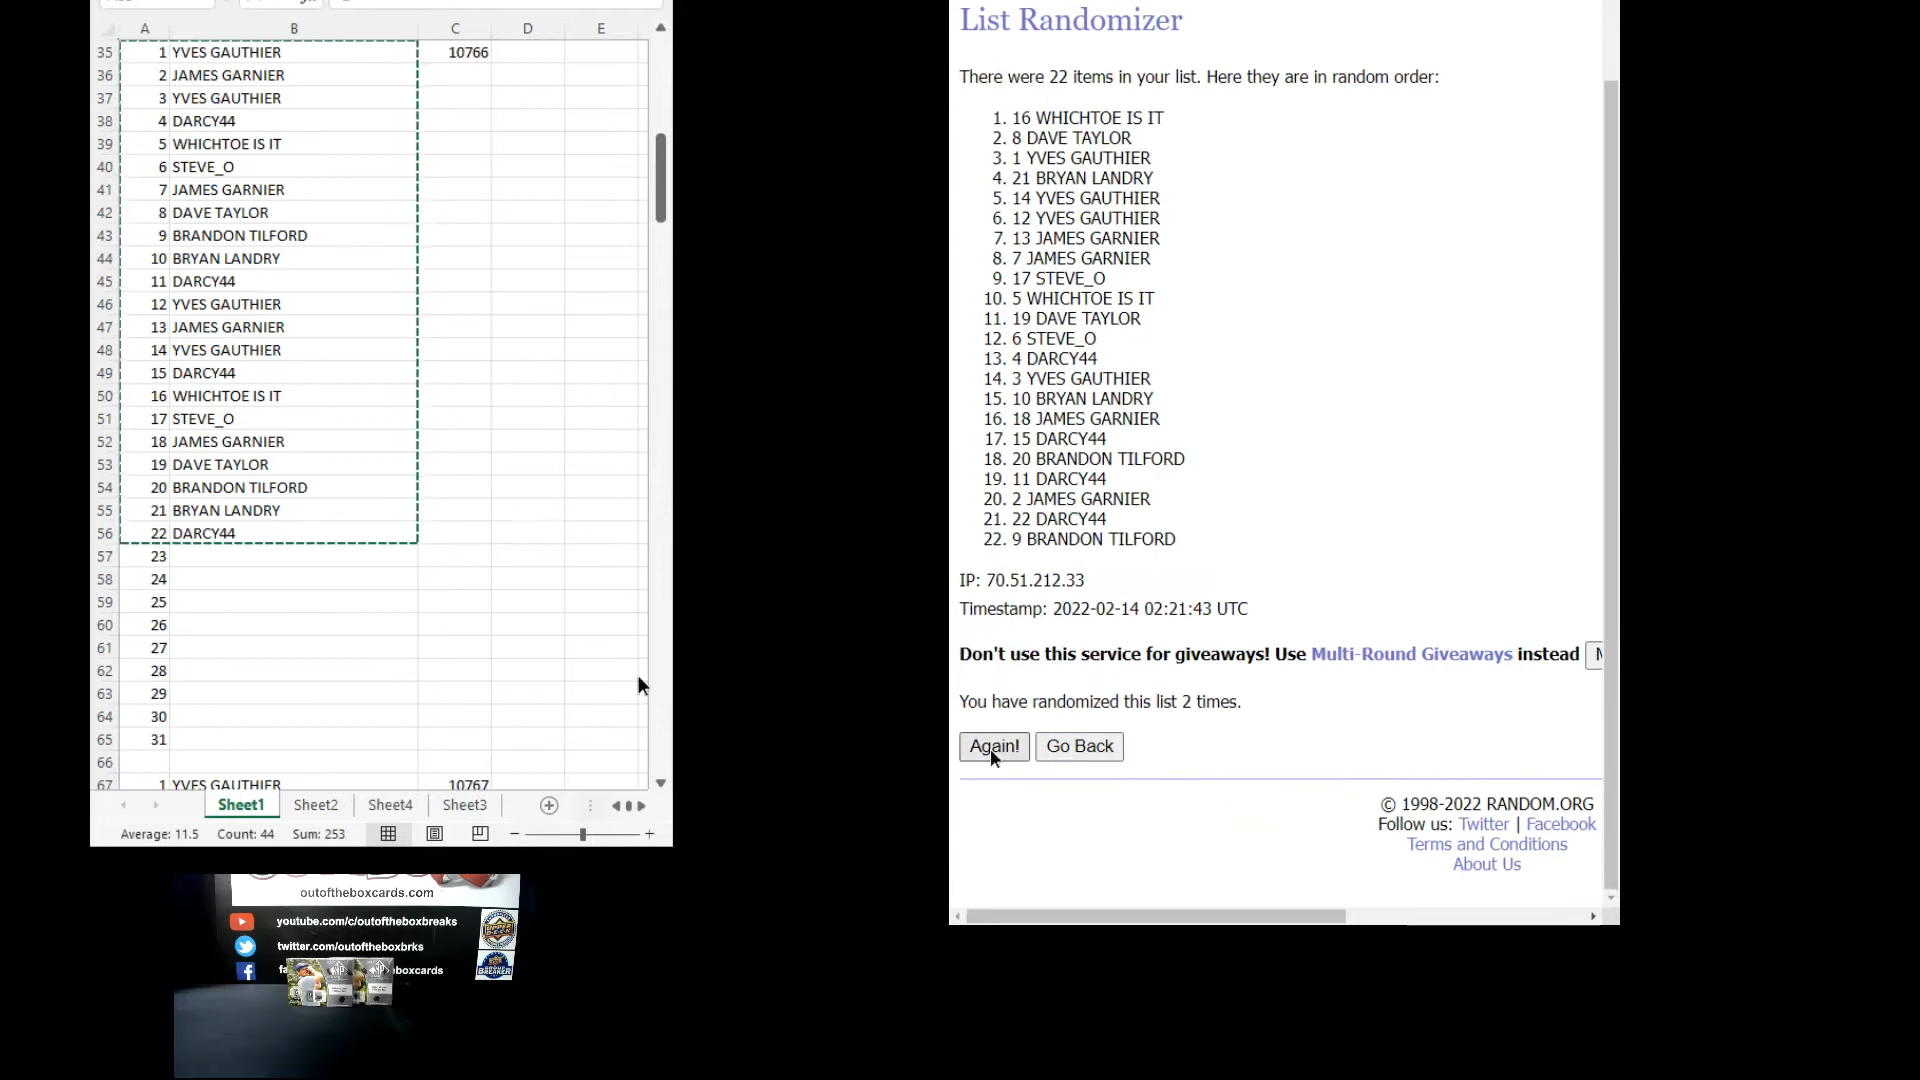 A B C D E
35 1 YVES GAUTHIER 10766
36 2 JAMES GARNIER
37 3 YVES GAUTHIER
38 4 DARCY44
39 5 WHICHTOE IS IT
40 6 STEVE_O
41 7 JAMES GARNIER
42 8 DAVE TAYLOR
43 9 BRANDON TILFORD
44 10 BRYAN LANDRY
45 11 DARCY44
46 12 YVES GAUTHIER
47 13 JAMES GARNIER
48 14 YVES GAUTHIER
49 15 DARCY44
50 16 WHICHTOE IS IT
51 17 STEVE_O
52 18 JAMES GARNIER
53 19 DAVE TAYLOR
54 20 BRANDON TILFORD
55 21 BRYAN LANDRY
56 22 DARCY44
57 23
58 24
59 25
60 26
61 27
62 28
63 29
64 30
65 31
66
67 1 YVES GAUTHIER 10767
Sheet1 Sheet2 Sheet4 Sheet3
Average: 11.5 Count: 44 Sum: 253
outoftheboxcards.com
youtube.com/c/outoftheboxbreaks
twitter.com/outoftheboxbrks
boxcards
UPPER DECK
GROUP BREAKER
List Randomizer
There were 22 items in your list. Here they are in random order:
1. 16 WHICHTOE IS IT
2. 8 DAVE TAYLOR
3. 1 YVES GAUTHIER
4. 21 BRYAN LANDRY
5. 14 YVES GAUTHIER
6. 12 YVES GAUTHIER
7. 13 JAMES GARNIER
8. 7 JAMES GARNIER
9. 17 STEVE_O
10. 5 WHICHTOE IS IT
11. 19 DAVE TAYLOR
12. 6 STEVE_O
13. 4 DARCY44
14. 3 YVES GAUTHIER
15. 10 BRYAN LANDRY
16. 18 JAMES GARNIER
17. 15 DARCY44
18. 20 BRANDON TILFORD
19. 11 DARCY44
20. 2 JAMES GARNIER
21. 22 DARCY44
22. 9 BRANDON TILFORD
IP: 70.51.212.33
Timestamp: 2022-02-14 02:21:43 UTC
Don't use this service for giveaways! Use Multi-Round Giveaways instead
You have randomized this list 2 times.
Again! Go Back
© 1998-2022 RANDOM.ORG
Follow us: Twitter | Facebook
Terms and Conditions
About Us